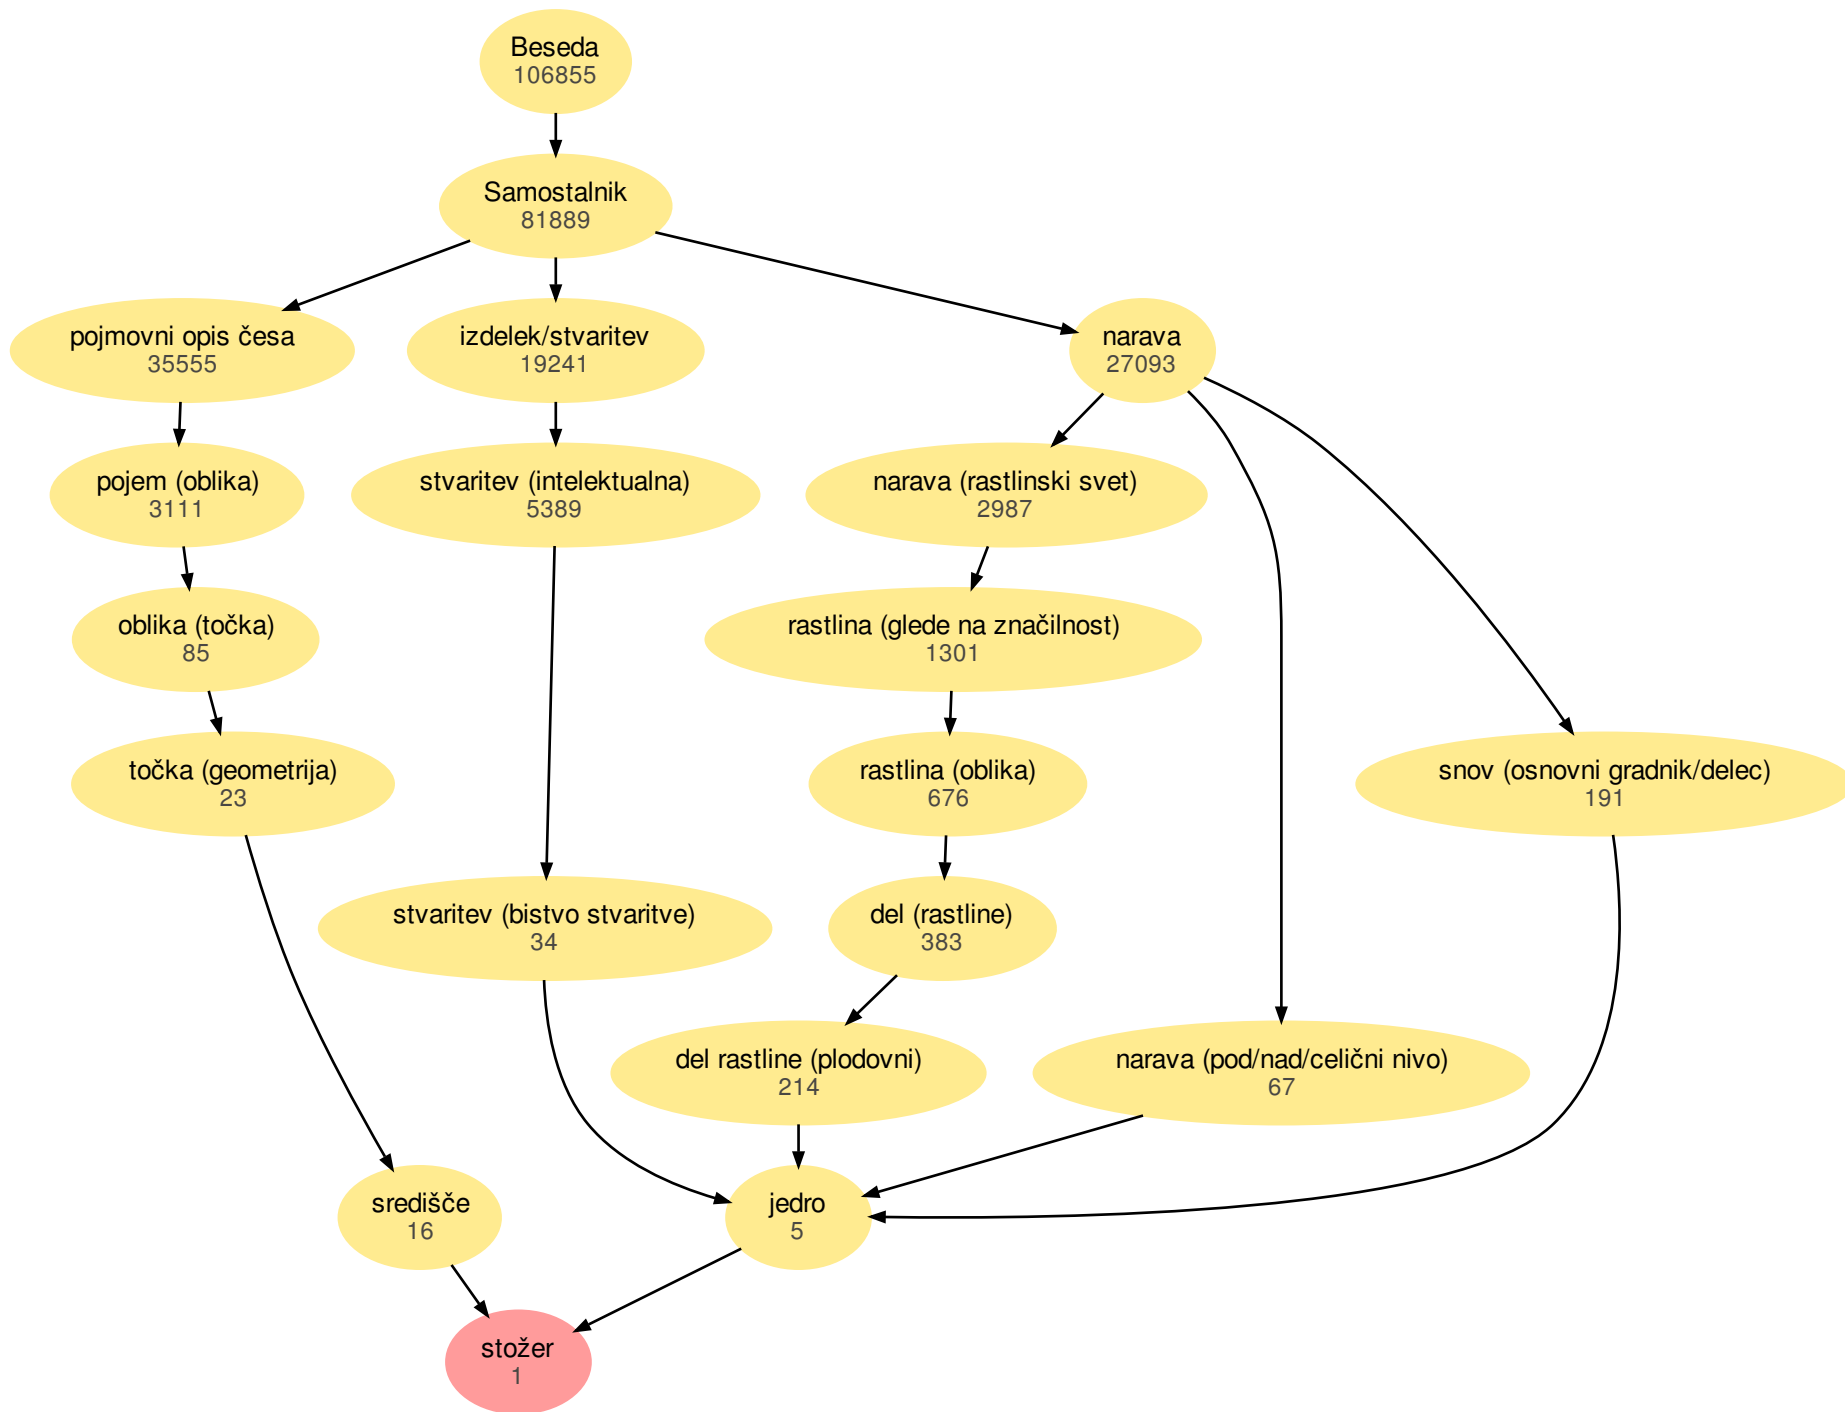 Beseda
106855
Samostalnik
81889
pojmovni opis česa
35555
izdelek/stvaritev
19241
narava
27093
pojem (oblika)
3111
stvaritev (intelektualna)
5389
narava (rastlinski svet)
2987
oblika (točka)
85
rastlina (glede na značilnost)
1301
točka (geometrija)
23
rastlina (oblika)
676
snov (osnovni gradnik/delec)
191
stvaritev (bistvo stvaritve)
34
del (rastline)
383
del rastline (plodovni)
214
narava (pod/nad/celični nivo)
67
središče
16
jedro
5
stožer
1